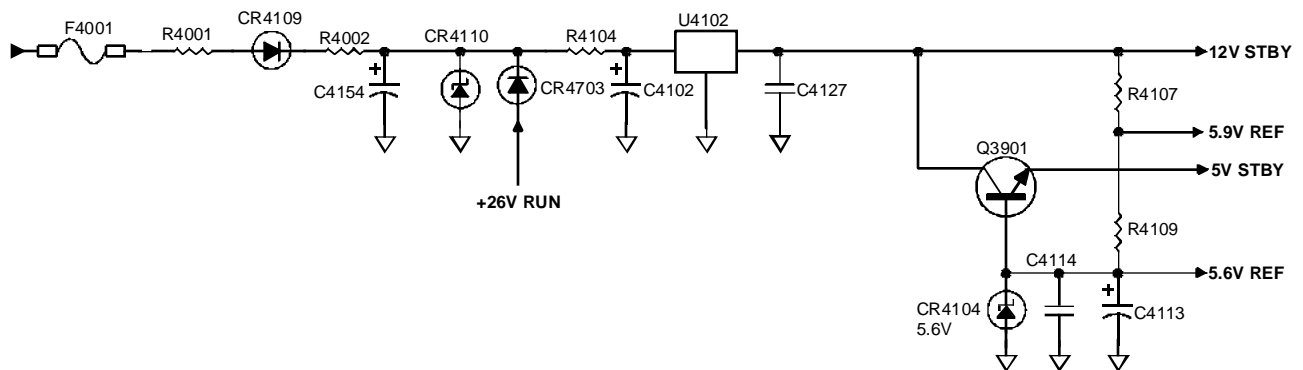 F4001
R4001
CR4109
R4002
CR4110
R4104
U4102
+
C4154
CR4703
+
C4102
C4127
12V STBY
R4107
5.9V REF
Q3901
5V STBY
+26V RUN
R4109
C4114
5.6V REF
CR4104
5.6V
+
C4113